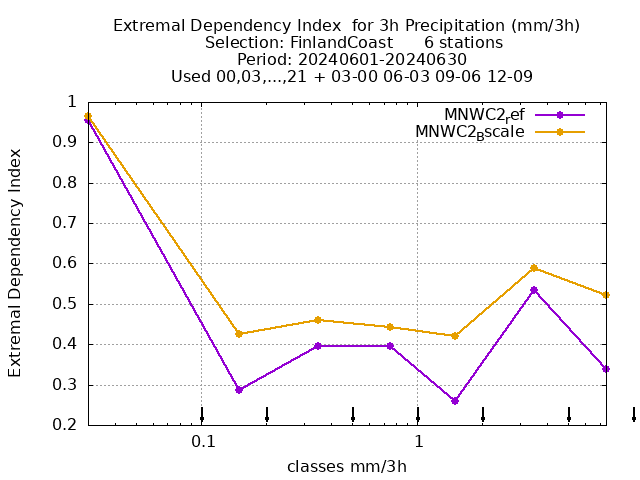 Extremal Dependency Index  for 3h Precipitation (mm/3h)
Selection: FinlandCoast      6 stations
Period: 20240601-20240630
Used 00,03,...,21 + 03-00 06-03 09-06 12-09
MNWC2ref
MNWC2Bscale
1
0.9
0.8
0.7
0.6
0.5
0.4
0.3
0.2
Extremal Dependency Index
0.1
1
classes mm/3h